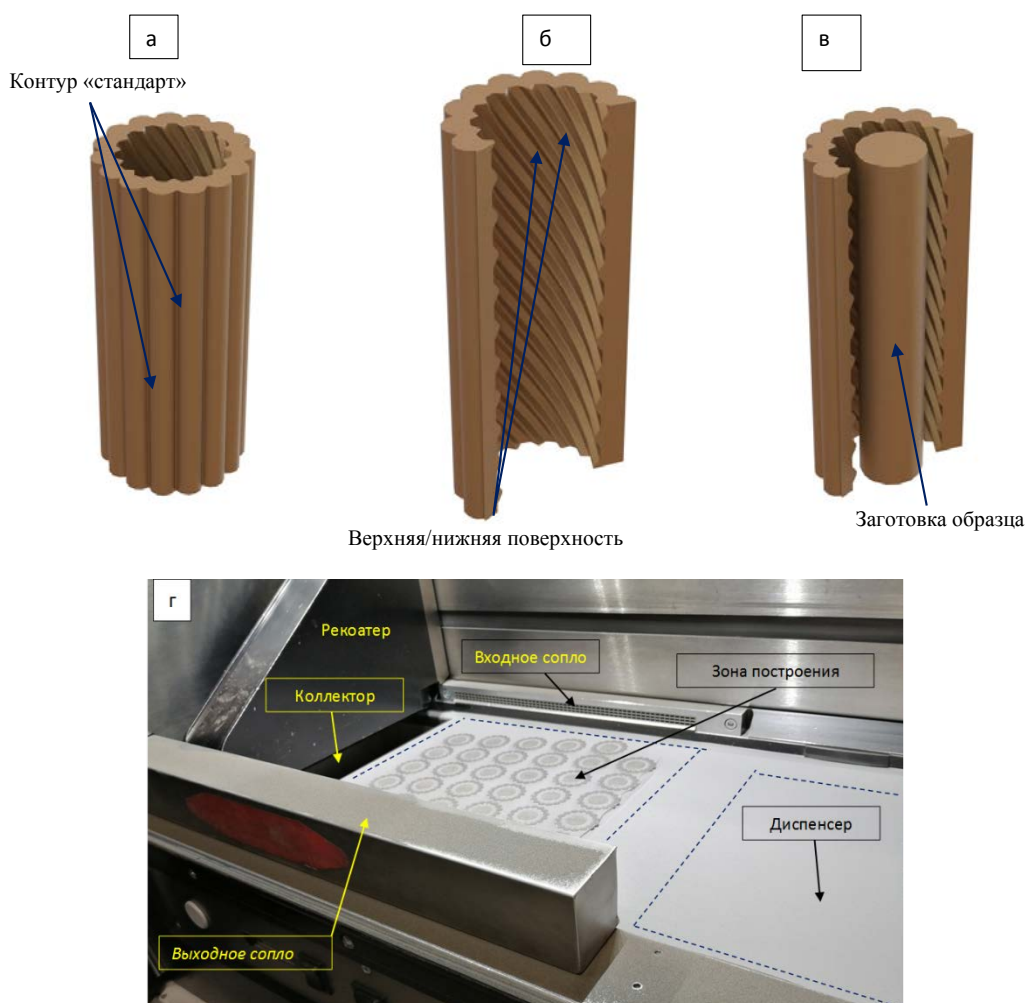 а
б
в
Контур «стандарт»
Верхняя/нижняя поверхность
Заготовка образца
г
Рекоатер
Входное сопло
Зона построения
Коллектор
Диспенсер
Выходное сопло